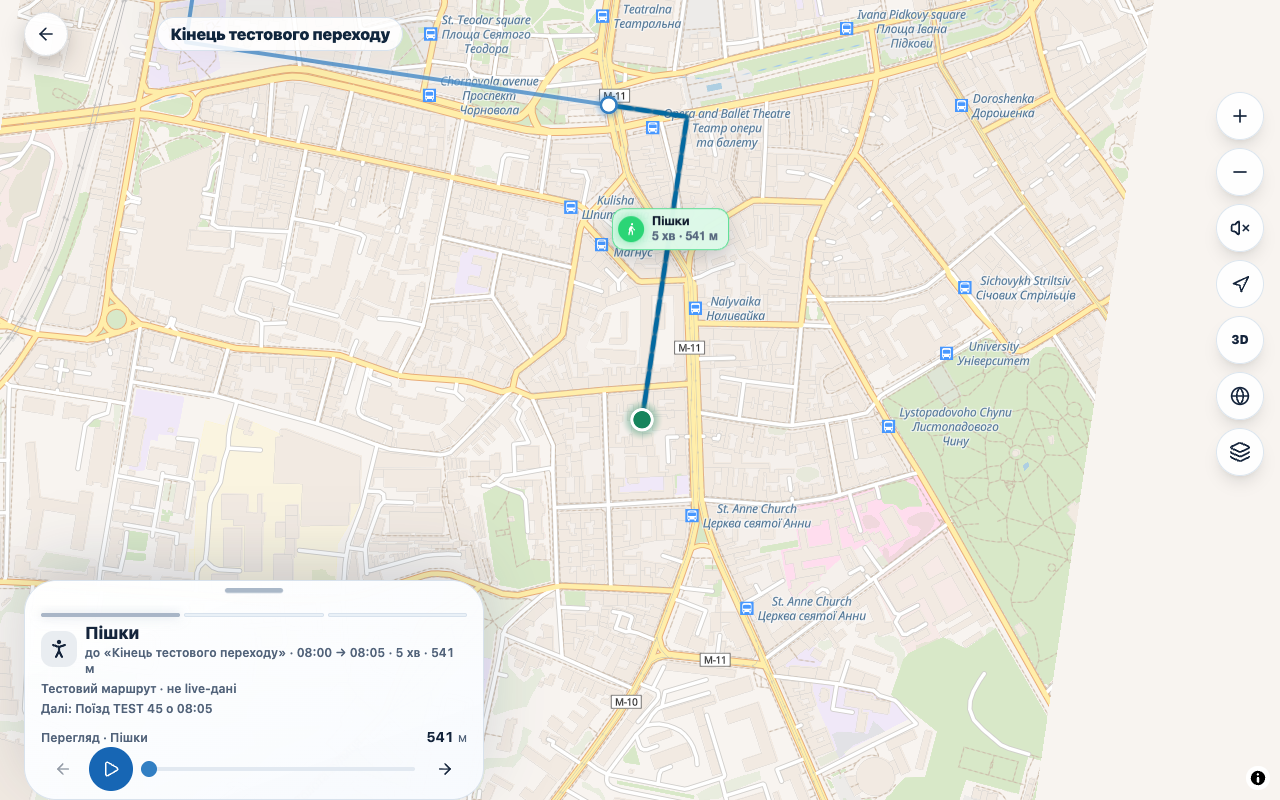 Кінець тестового переходу
St. Teodor square
Площа Святого
Теодора
Teatralna
Театральна
Ivana Pidkovy square
Площа Івана
Підкови
Chornovola avenue
Проспект
Чорновола
M-11
Opera and Ballet Theatre
Театр опери
та балету
Doroshenka
Дорошенка
Kulisha
Магнус
Пішки
5 хв · 541 м
Nalyvaika
Наливайка
Sichovykh Striltsiv
Січових Стрільців
M-11
University
Університет
3D
Lystopadovoho Chynu
Листопадового
Чину
St. Anne Church
Церква святої Анни
St. Anne Church
Церква святої Анни
M-11
M-10
Пішки
до «Кінець тестового переходу» · 08:00 → 08:05 · 5 хв · 541
м
Тестовий маршрут · не live-дані
Далі: Поїзд TEST 45 о 08:05
Перегляд · Пішки
541 м